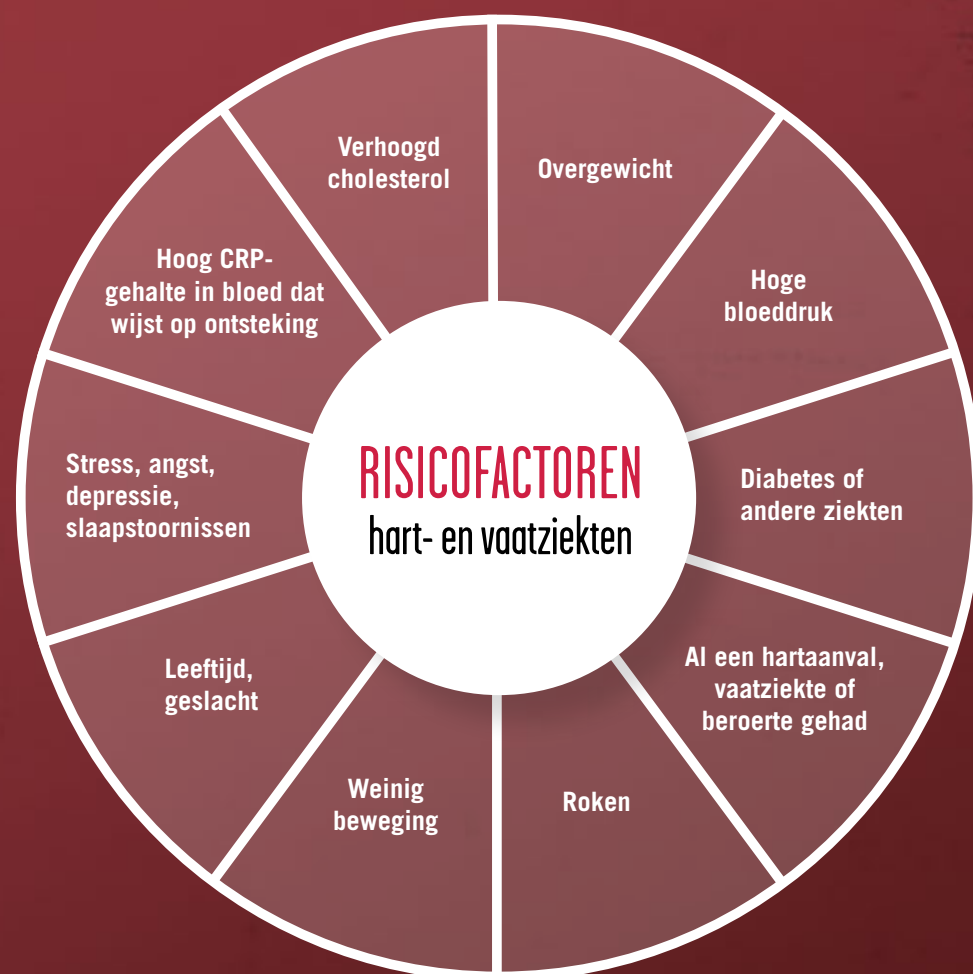 Verhoogd
cholesterol
Overgewicht
Hoog CRP-
gehalte in bloed dat
wijst op ontsteking
Hoge
bloeddruk
RISICOFACTOREN
hart- en vaatziekten
Stress, angst,
depressie,
slaapstoornissen
Diabetes of
andere ziekten
Leeftijd,
geslacht
Al een hartaanval,
vaatziekte of
beroerte gehad
Weinig
beweging
Roken